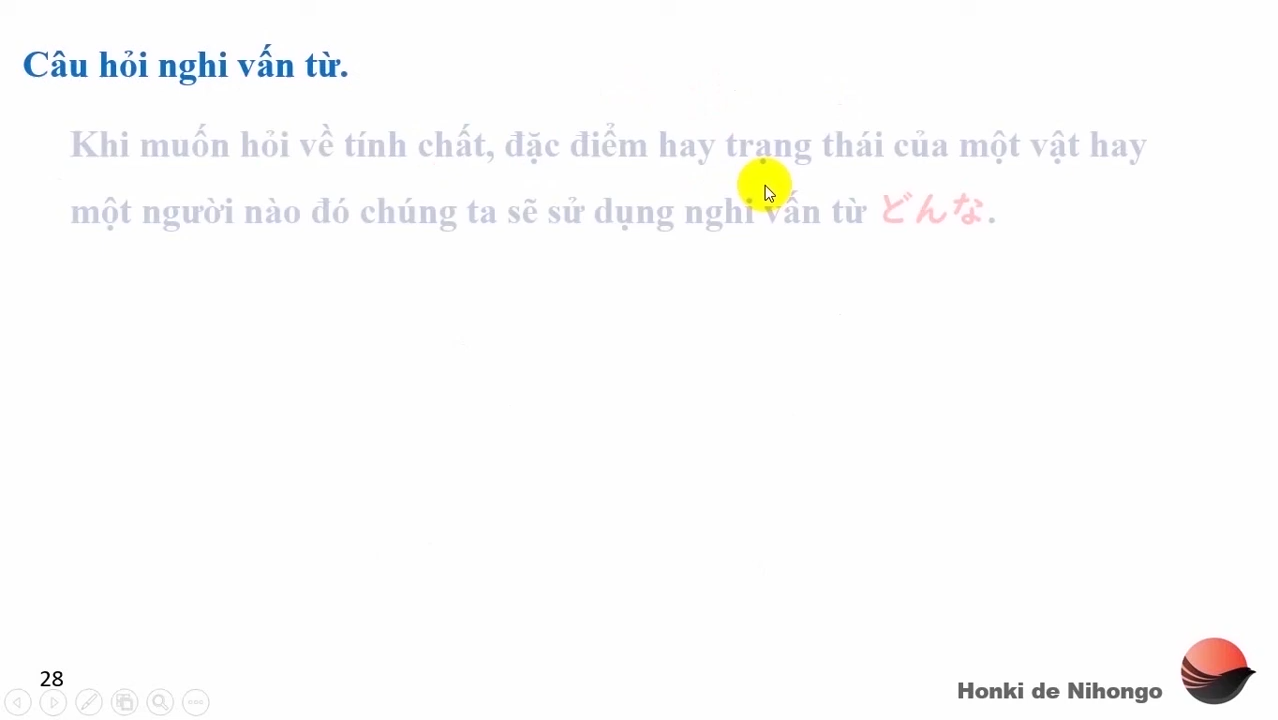 Câu hỏi nghi vấn từ.
Khi muốn hỏi về tính chất, đặc điểm hay trạng thái của một vật hay
một người nào đó chúng ta sẽ sử dụng nghi vấn từ どんな.
28
Honki de Nihongo